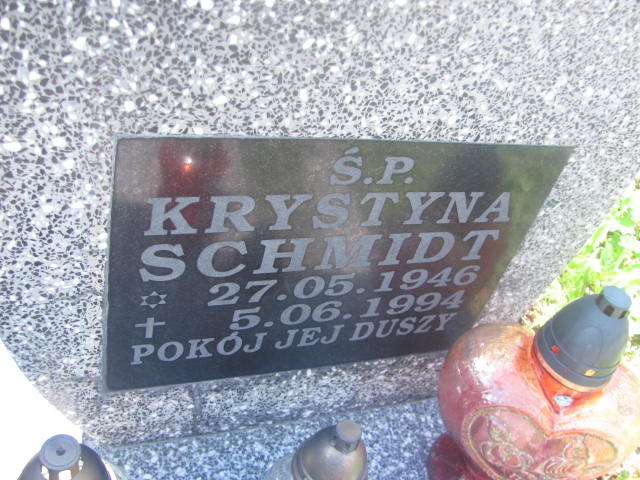 Ś.P.
KRYSTYNA
SCHMIDT
✡ 27.05.1946
✝ 5.06.1994
POKÓJ JEJ DUSZY